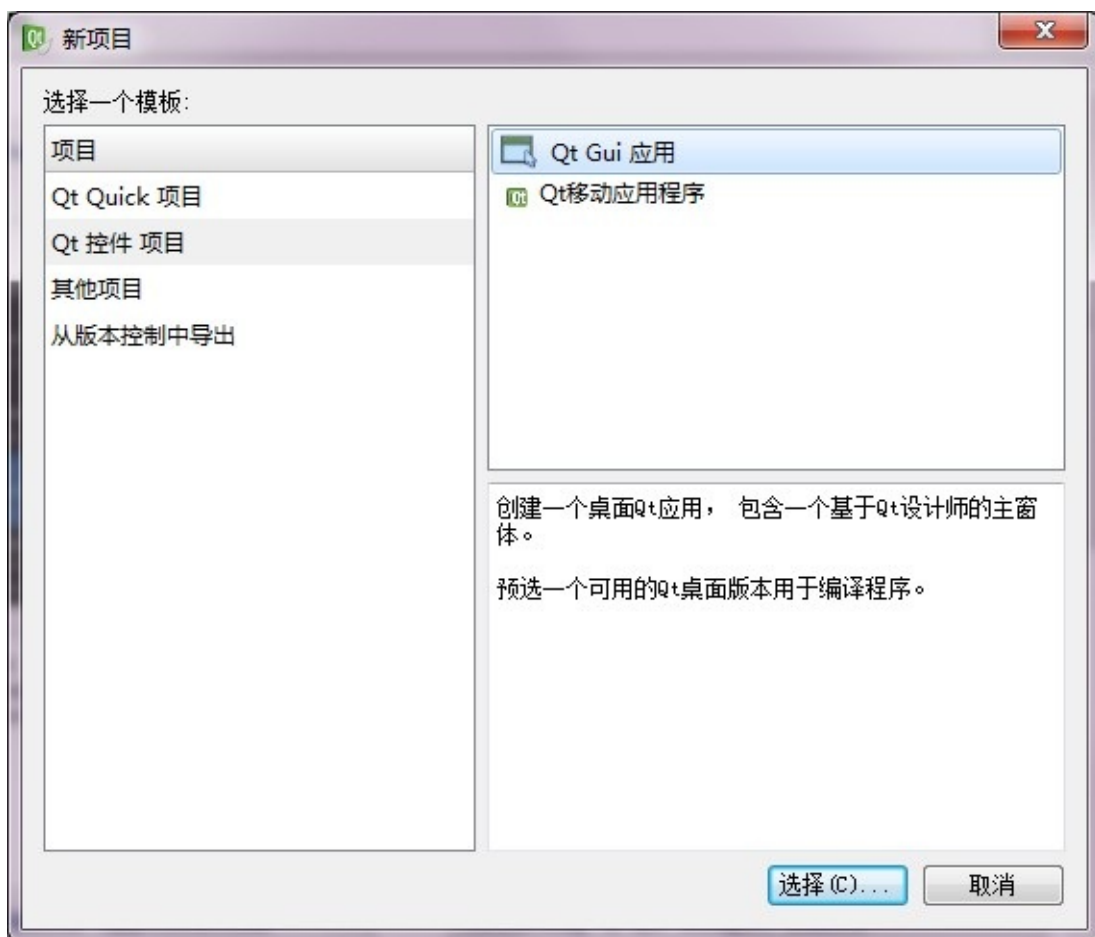 新项目
选择一个模板:
项目
Qt Quick 项目
Qt 控件 项目
其他项目
从版本控制中导出
Qt Gui 应用
Qt移动应用程序
创建一个桌面Qt应用， 包含一个基于Qt设计师的主窗
体。
预选一个可用的Qt桌面版本用于编译程序。
选择(C)...
取消